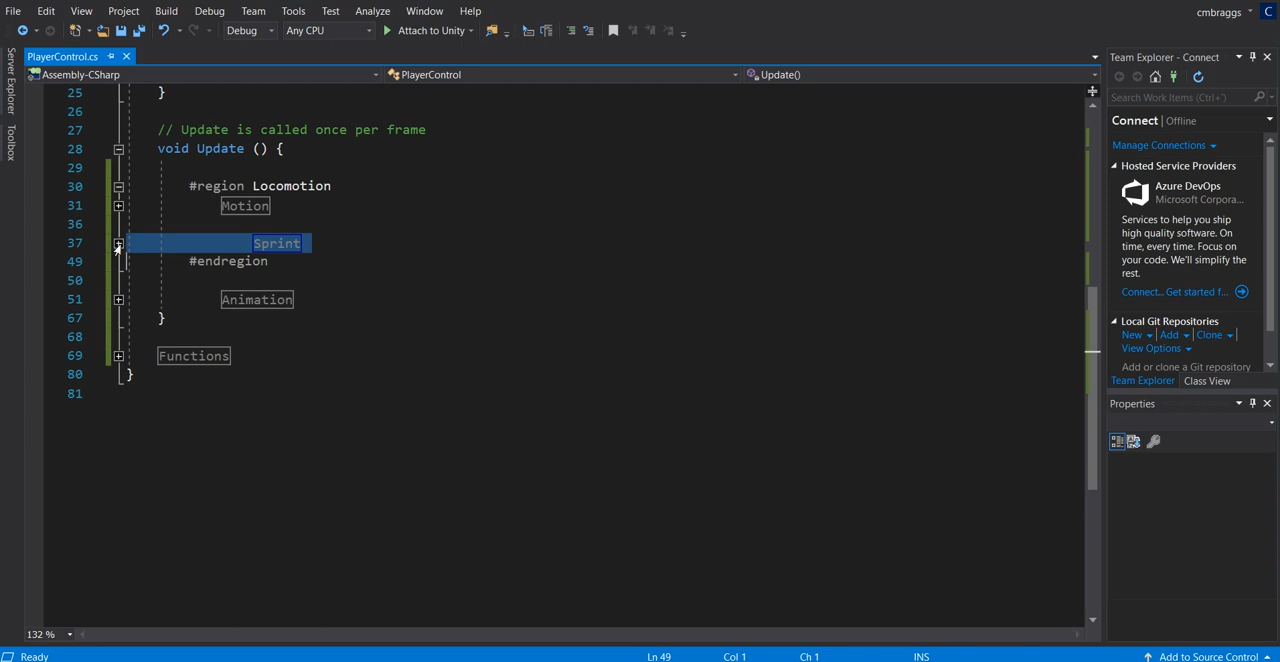 File Edit View Project Build Debug Team Tools Test Analyze Window Help
cmbraggs C
Debug Any CPU Attach to Unity
PlayerControl.cs
Assembly-CSharp PlayerControl Update()
Server Explorer
Toolbox
25 }
26
27 // Update is called once per frame
28 void Update () {
29
30 #region Locomotion
31 Motion
36
37 Sprint
49 #endregion
50
51 Animation
67 }
68
69 Functions
80 }
81
132 %
Team Explorer - Connect
Search Work Items (Ctrl+')
Connect | Offline
Manage Connections
Hosted Service Providers
Azure DevOps
Microsoft Corpora...
Services to help you ship
high quality software. On
time, every time. Focus on
your code. We'll simplify the
rest.
Connect... Get started f...
Local Git Repositories
New | Add | Clone |
View Options
Add or clone a Git repository
Team Explorer Class View
Properties
Ready Ln 49 Col 1 Ch 1 INS Add to Source Control